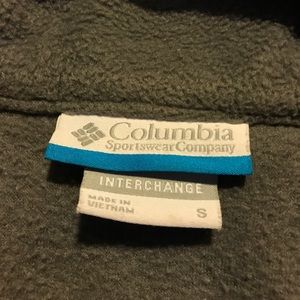 Columbia
Sportswear Company
INTERCHANGE
MADE IN
VIETNAM
S